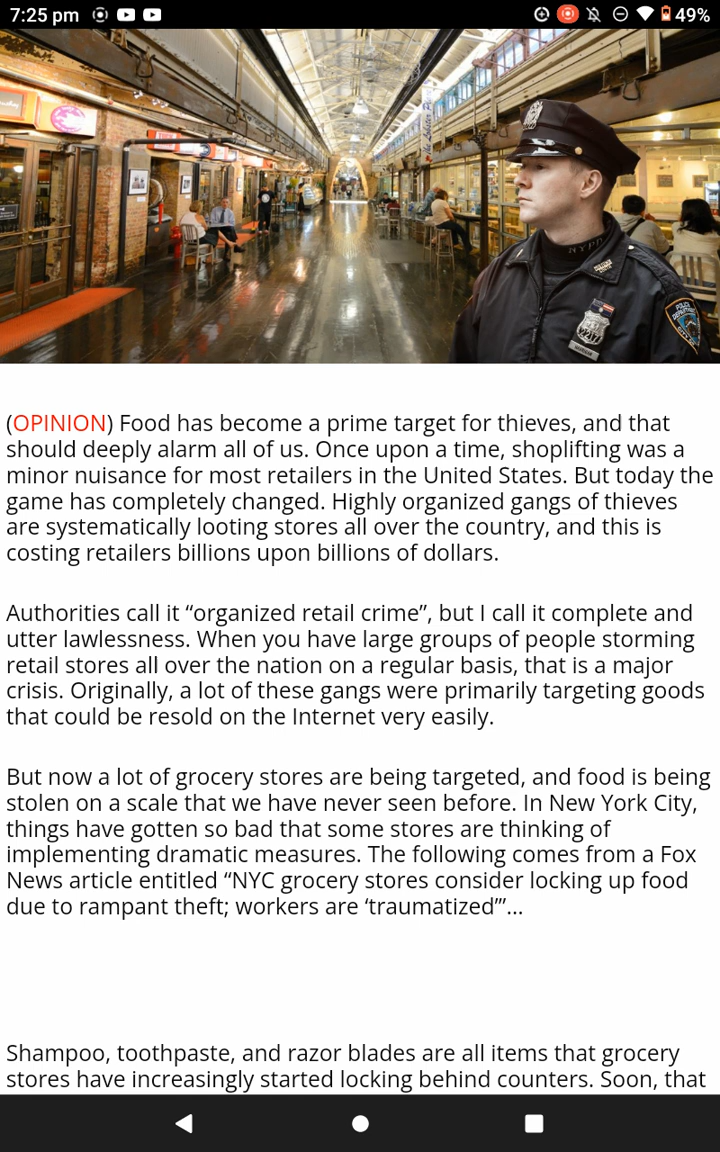 7:25 pm
49%
NYPD
POLICE
(OPINION) Food has become a prime target for thieves, and that
should deeply alarm all of us. Once upon a time, shoplifting was a
minor nuisance for most retailers in the United States. But today the
game has completely changed. Highly organized gangs of thieves
are systematically looting stores all over the country, and this is
costing retailers billions upon billions of dollars.
Authorities call it “organized retail crime”, but I call it complete and
utter lawlessness. When you have large groups of people storming
retail stores all over the nation on a regular basis, that is a major
crisis. Originally, a lot of these gangs were primarily targeting goods
that could be resold on the Internet very easily.
But now a lot of grocery stores are being targeted, and food is being
stolen on a scale that we have never seen before. In New York City,
things have gotten so bad that some stores are thinking of
implementing dramatic measures. The following comes from a Fox
News article entitled “NYC grocery stores consider locking up food
due to rampant theft; workers are ‘traumatized’”…
Shampoo, toothpaste, and razor blades are all items that grocery
stores have increasingly started locking behind counters. Soon, that